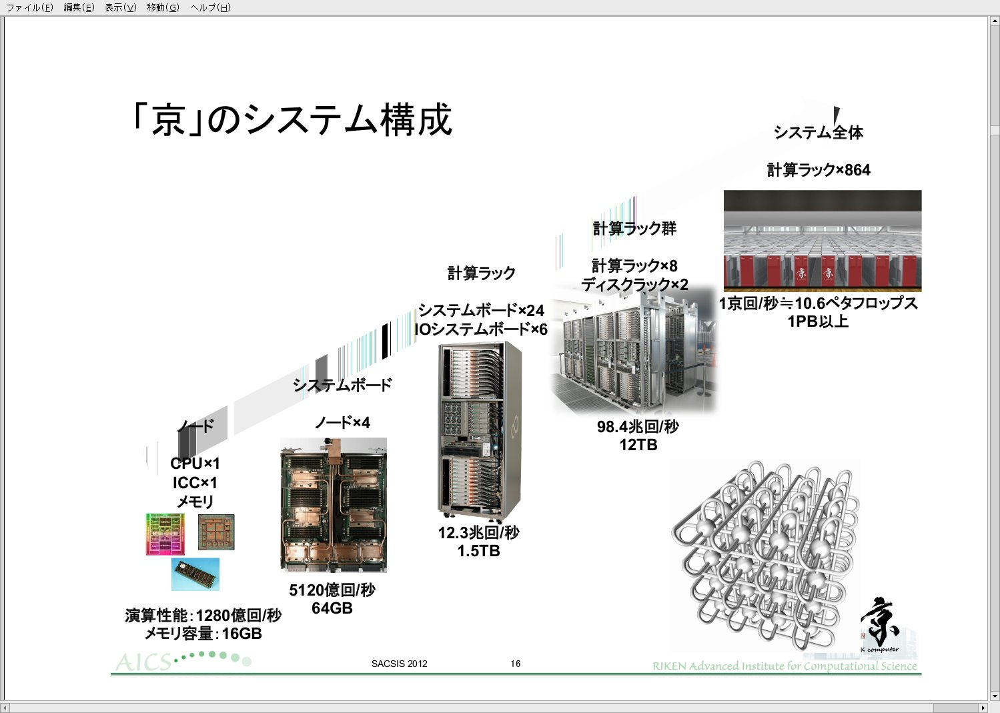 ファイル(F) 編集(E) 表示(V) 移動(G) ヘルプ(H)
「京」のシステム構成
システム全体
計算ラック×864
1京回/秒≒10.6ペタフロップス
1PB以上
計算ラック群
計算ラック×8
ディスクラック×2
98.4兆回/秒
12TB
計算ラック
システムボード×24
IOシステムボード×6
12.3兆回/秒
1.5TB
システムボード
ノード×4
5120億回/秒
64GB
ノード
CPU×1
ICC×1
メモリ
演算性能：1280億回/秒
メモリ容量：16GB
京
京
京
K computer
AICS
SACSIS 2012
16
RIKEN Advanced Institute for Computational Science